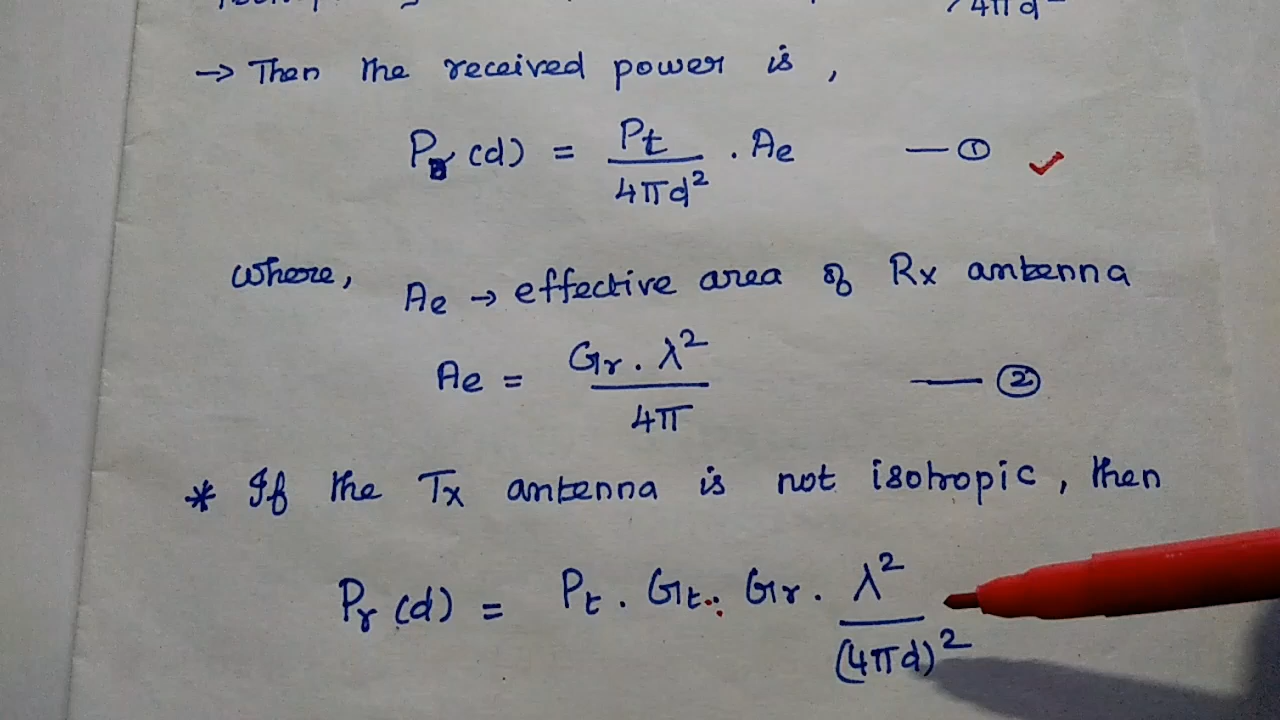 4πd
→ Then the received power is ,
Pr (d) = Pt / 4πd² . Ae — ①
where,
Ae → effective area of Rx antenna
Ae = Gr . λ² / 4π — ②
* If the Tx antenna is not isotropic, then
Pr (d) = Pt . Gt . Gr . λ² / (4πd)²